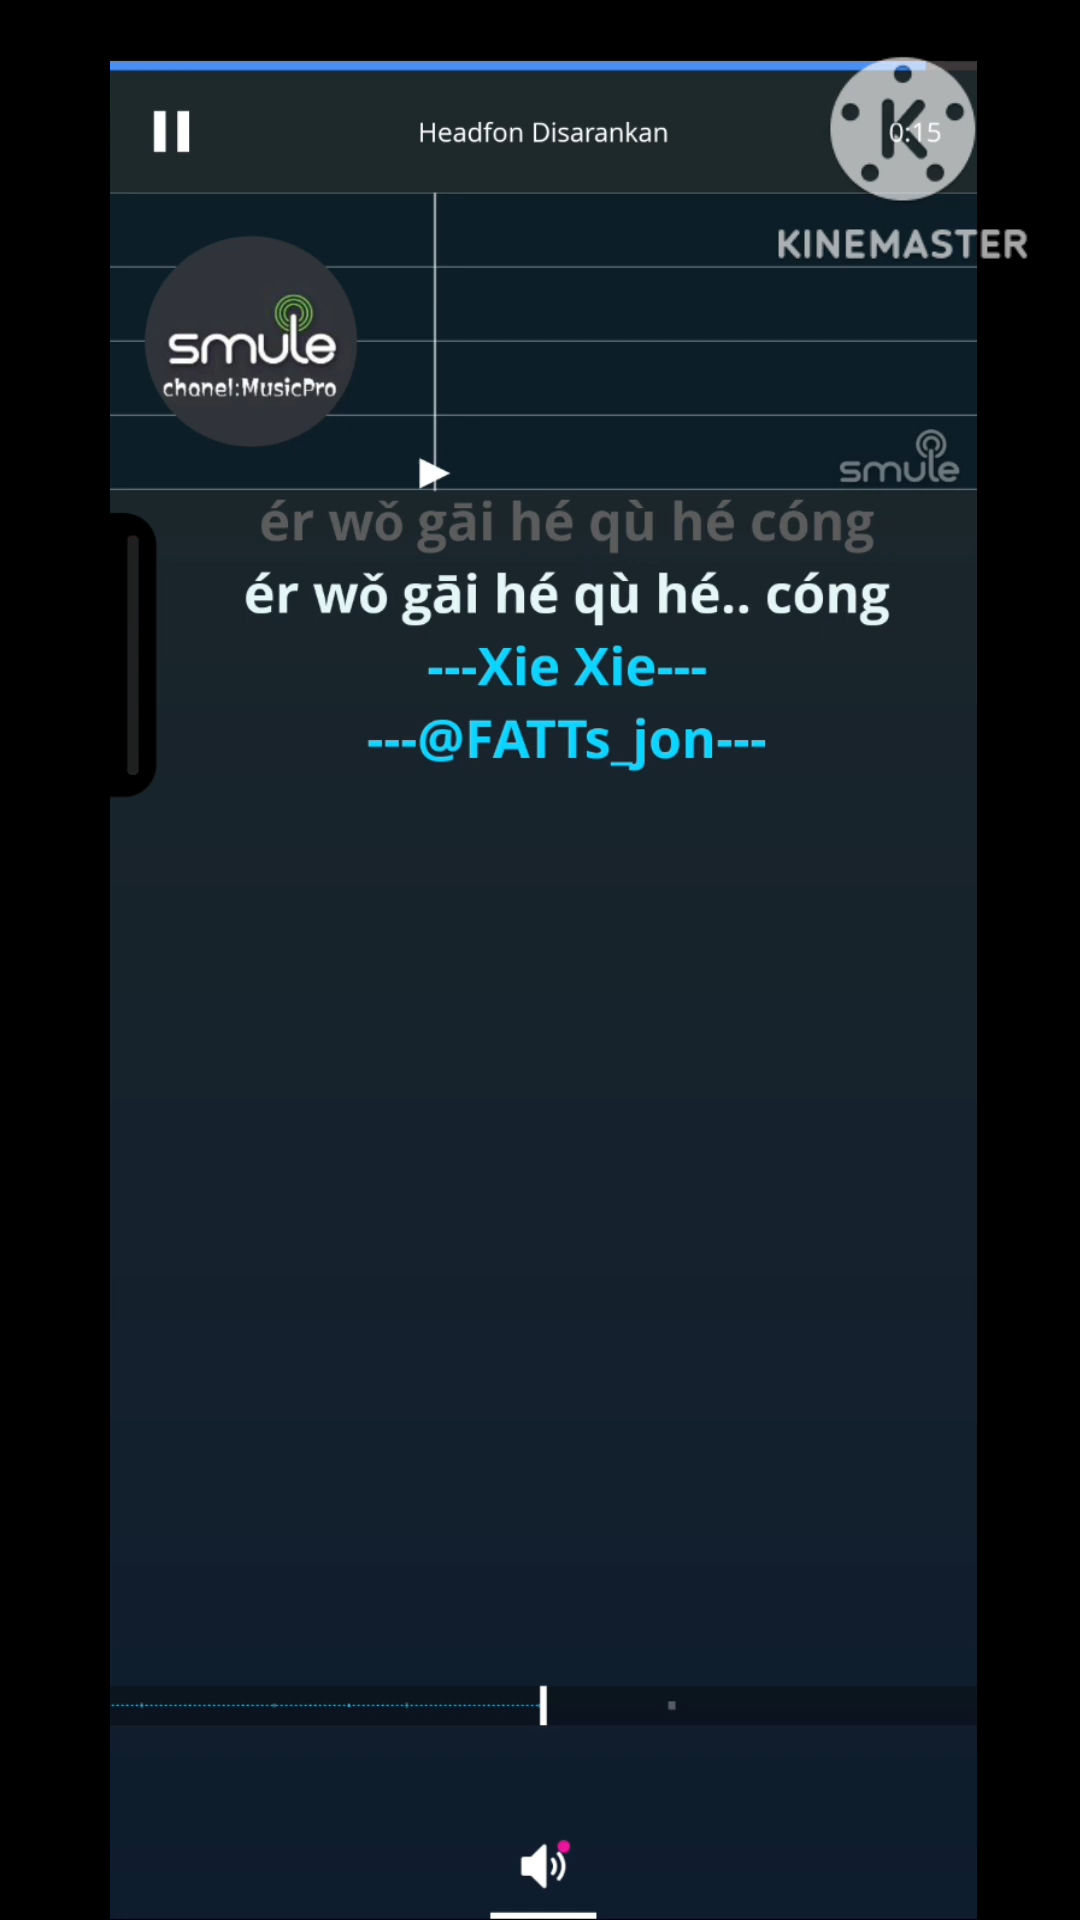 Headfon Disarankan
0:15
K
KINEMASTER
smule
chanel:MusicPro
smule
ér wǒ gāi hé qù hé cóng
ér wǒ gāi hé qù hé.. cóng
---Xie Xie---
---@FATTs_jon---